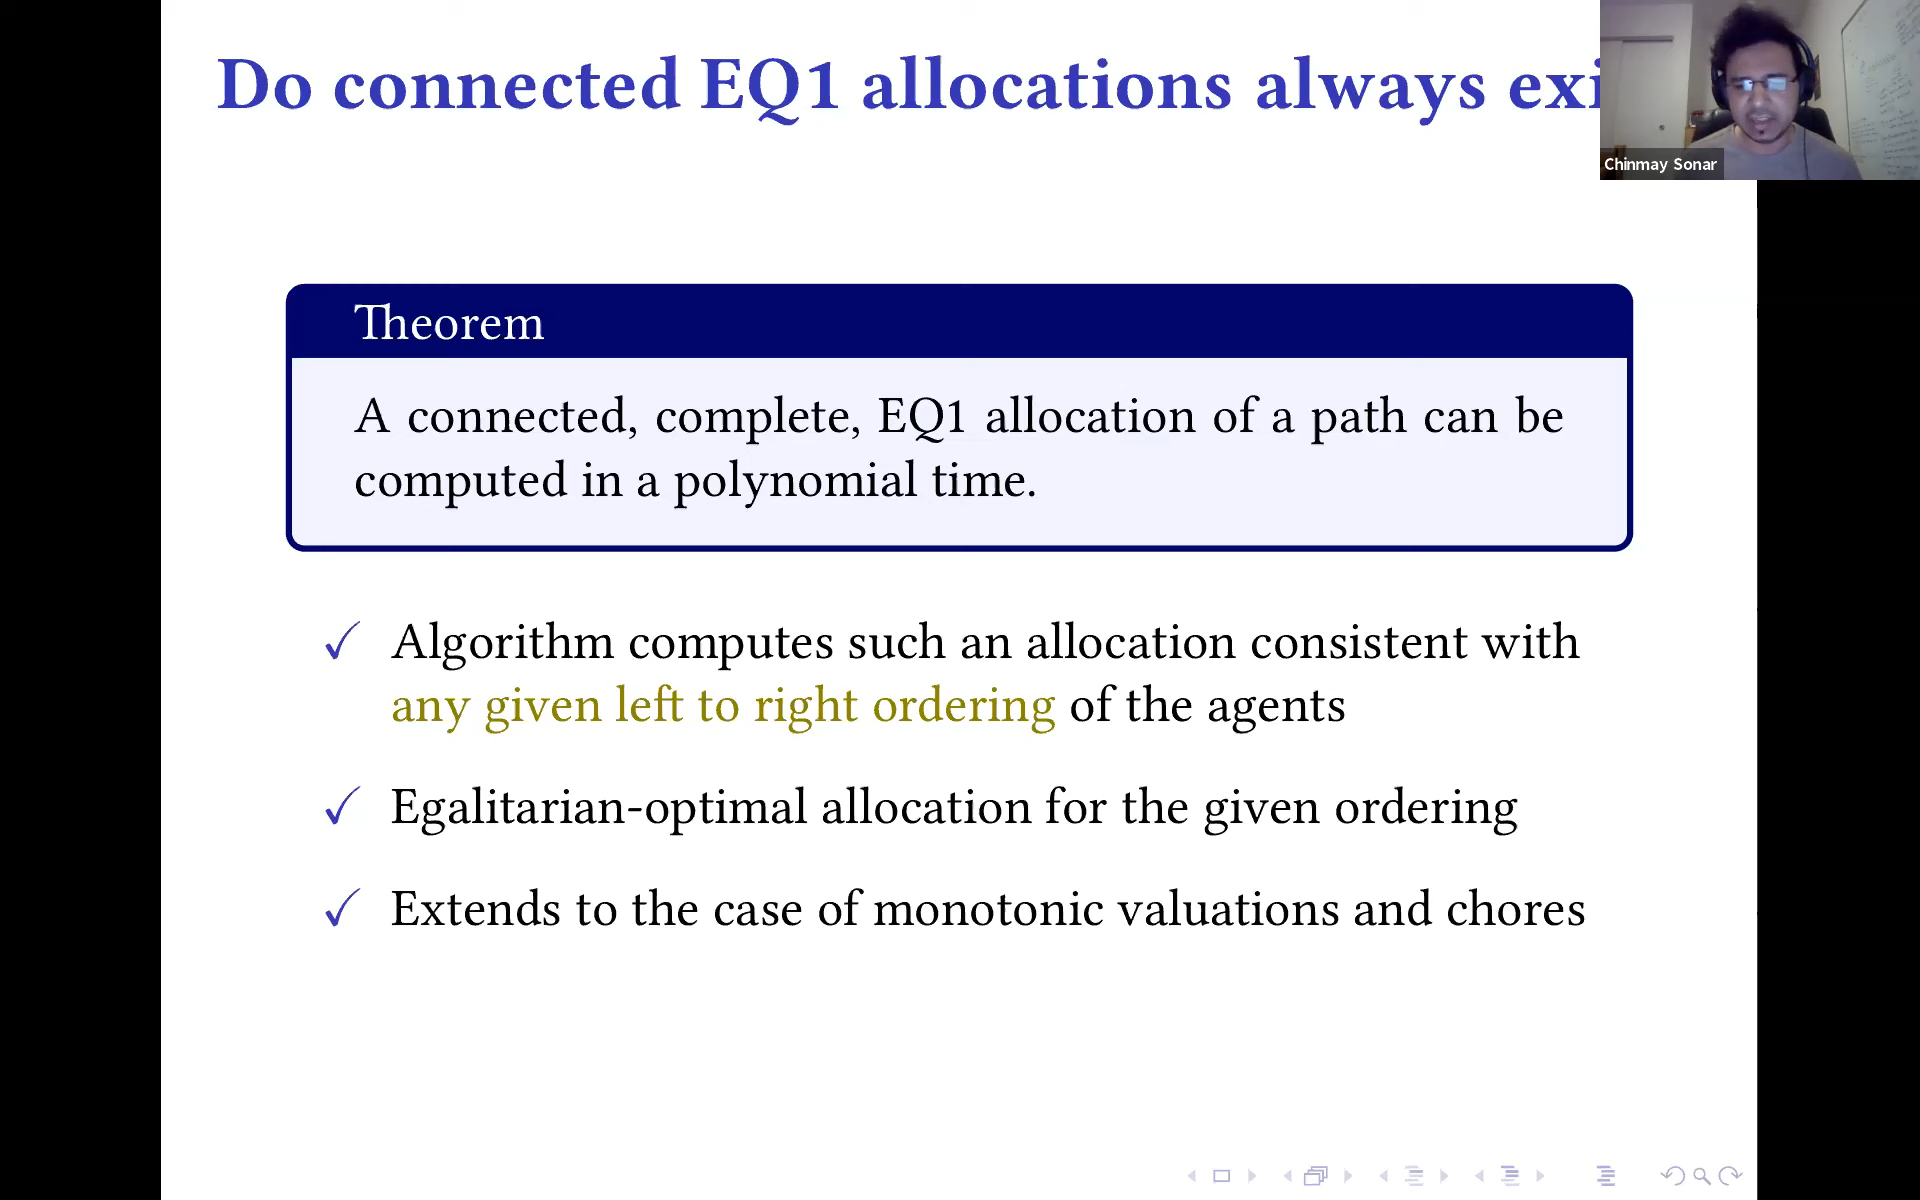 Do connected EQ1 allocations always exi
Chinmay Sonar
Theorem
A connected, complete, EQ1 allocation of a path can be
computed in a polynomial time.
✓ Algorithm computes such an allocation consistent with
any given left to right ordering of the agents
✓ Egalitarian-optimal allocation for the given ordering
✓ Extends to the case of monotonic valuations and chores